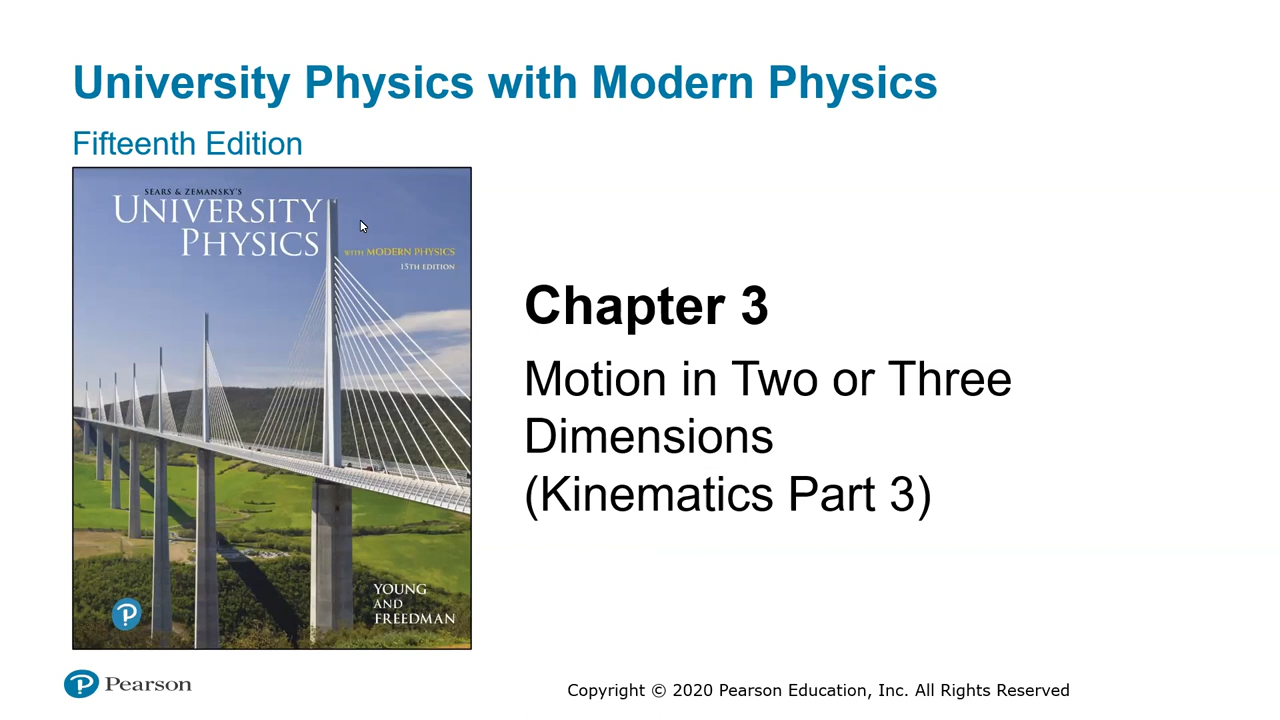 University Physics with Modern Physics
Fifteenth Edition
SEARS & ZEMANSKY'S
UNIVERSITY
PHYSICS
WITH MODERN PHYSICS
15TH EDITION
YOUNG
AND
FREEDMAN
P
Chapter 3
Motion in Two or Three
Dimensions
(Kinematics Part 3)
P Pearson
Copyright © 2020 Pearson Education, Inc. All Rights Reserved